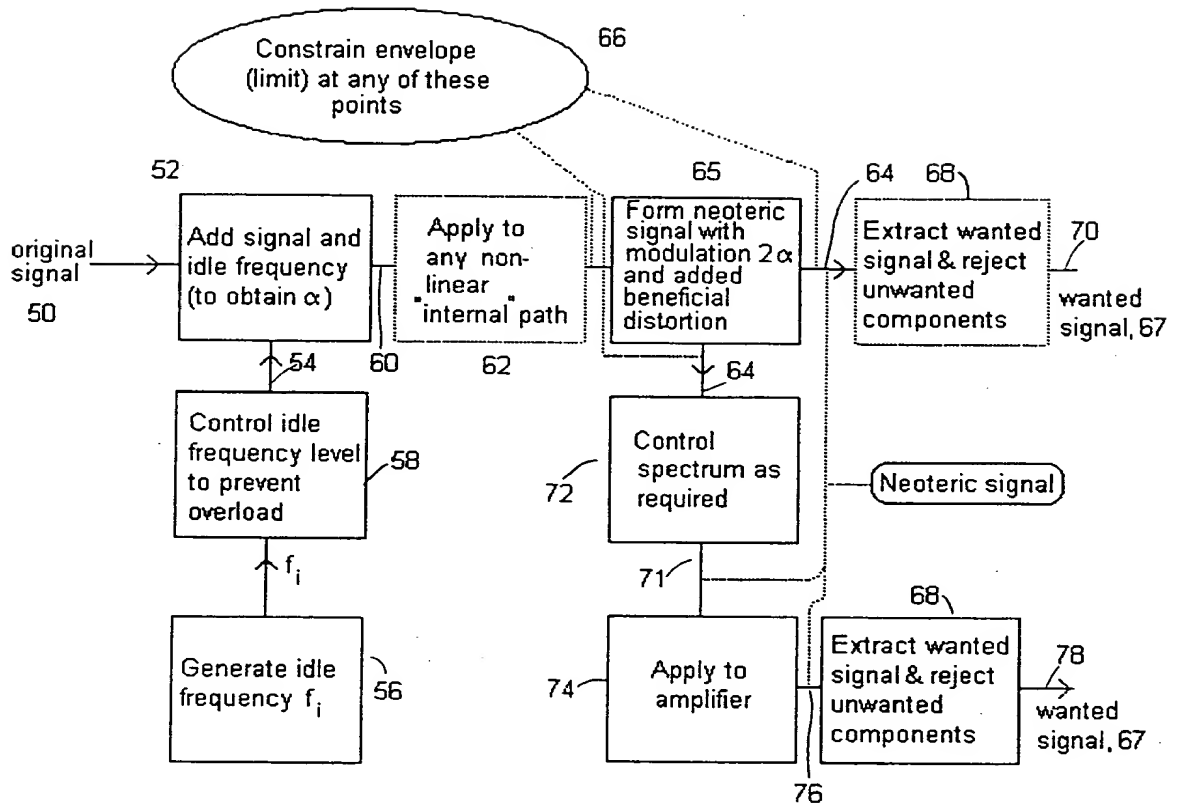 Constrain envelope
(limit) at any of these
points
66
52
Add signal and
idle frequency
(to obtain α)
original
signal
50
Apply to
any non-
linear
"internal" path
60
62
65
Form neoteric
signal with
modulation 2α
and added
beneficial
distortion
64
68
Extract wanted
signal & reject
unwanted
components
70
wanted
signal, 67
54
Control idle
frequency level
to prevent
overload
58
64
Control
spectrum as
required
72
Neoteric signal
fi
71
Generate idle
frequency fi
56
74
Apply to
amplifier
76
68
Extract wanted
signal & reject
unwanted
components
78
wanted
signal, 67